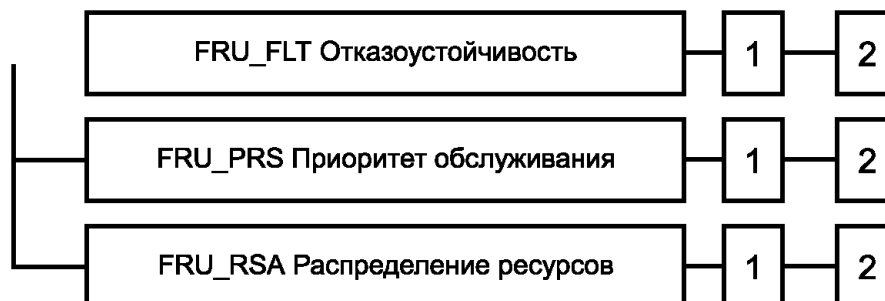 FRU_FLT Отказоустойчивость 1 2
FRU_PRS Приоритет обслуживания 1 2
FRU_RSA Распределение ресурсов 1 2